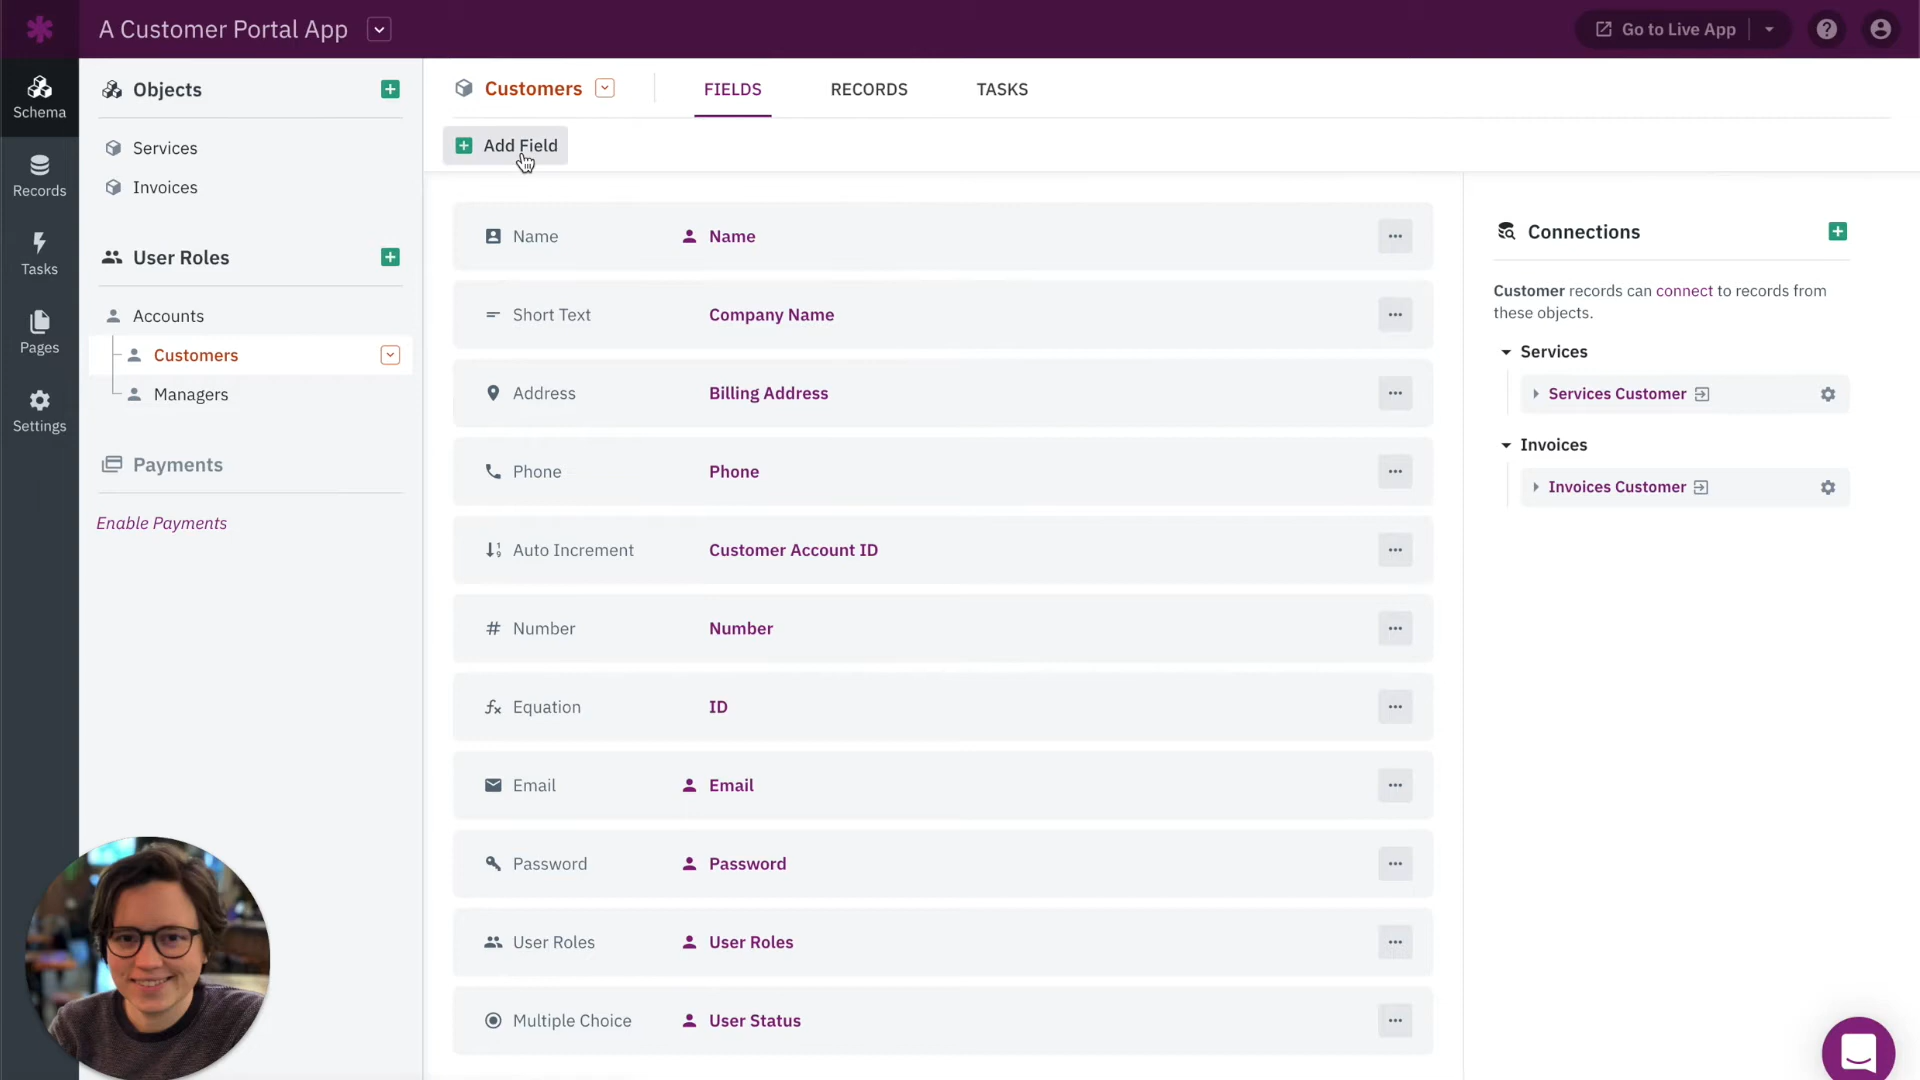 A Customer Portal App
Go to Live App
Schema
Records
Tasks
Pages
Settings
Objects
Services
Invoices
User Roles
Accounts
Customers
Managers
Payments
Enable Payments
Customers
FIELDS
RECORDS
TASKS
Add Field
Name Name
Short Text Company Name
Address Billing Address
Phone Phone
Auto Increment Customer Account ID
# Number Number
Equation ID
Email Email
Password Password
User Roles User Roles
Multiple Choice User Status
Connections
Customer records can connect to records from
these objects.
Services
Services Customer
Invoices
Invoices Customer